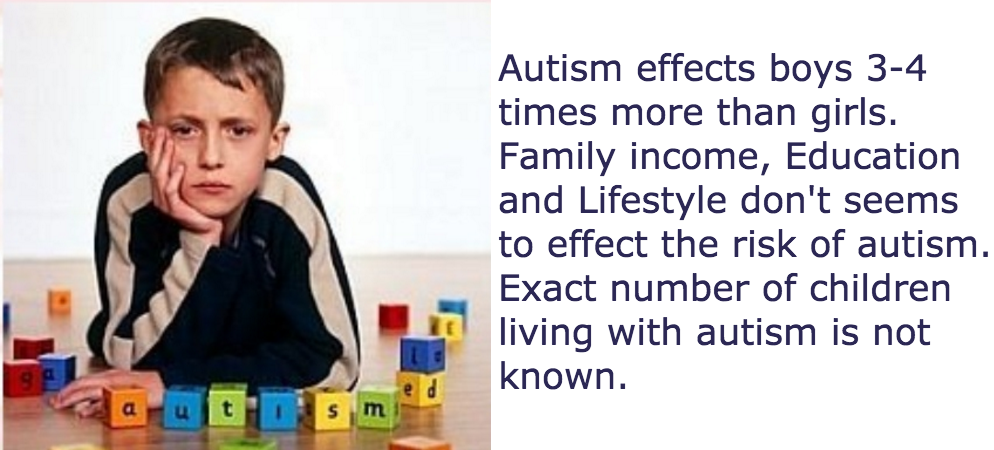 Autism effects boys 3-4
times more than girls.
Family income, Education
and Lifestyle don't seems
to effect the risk of autism.
Exact number of children
living with autism is not
known.
E
l
g a
e d
a u t i s m